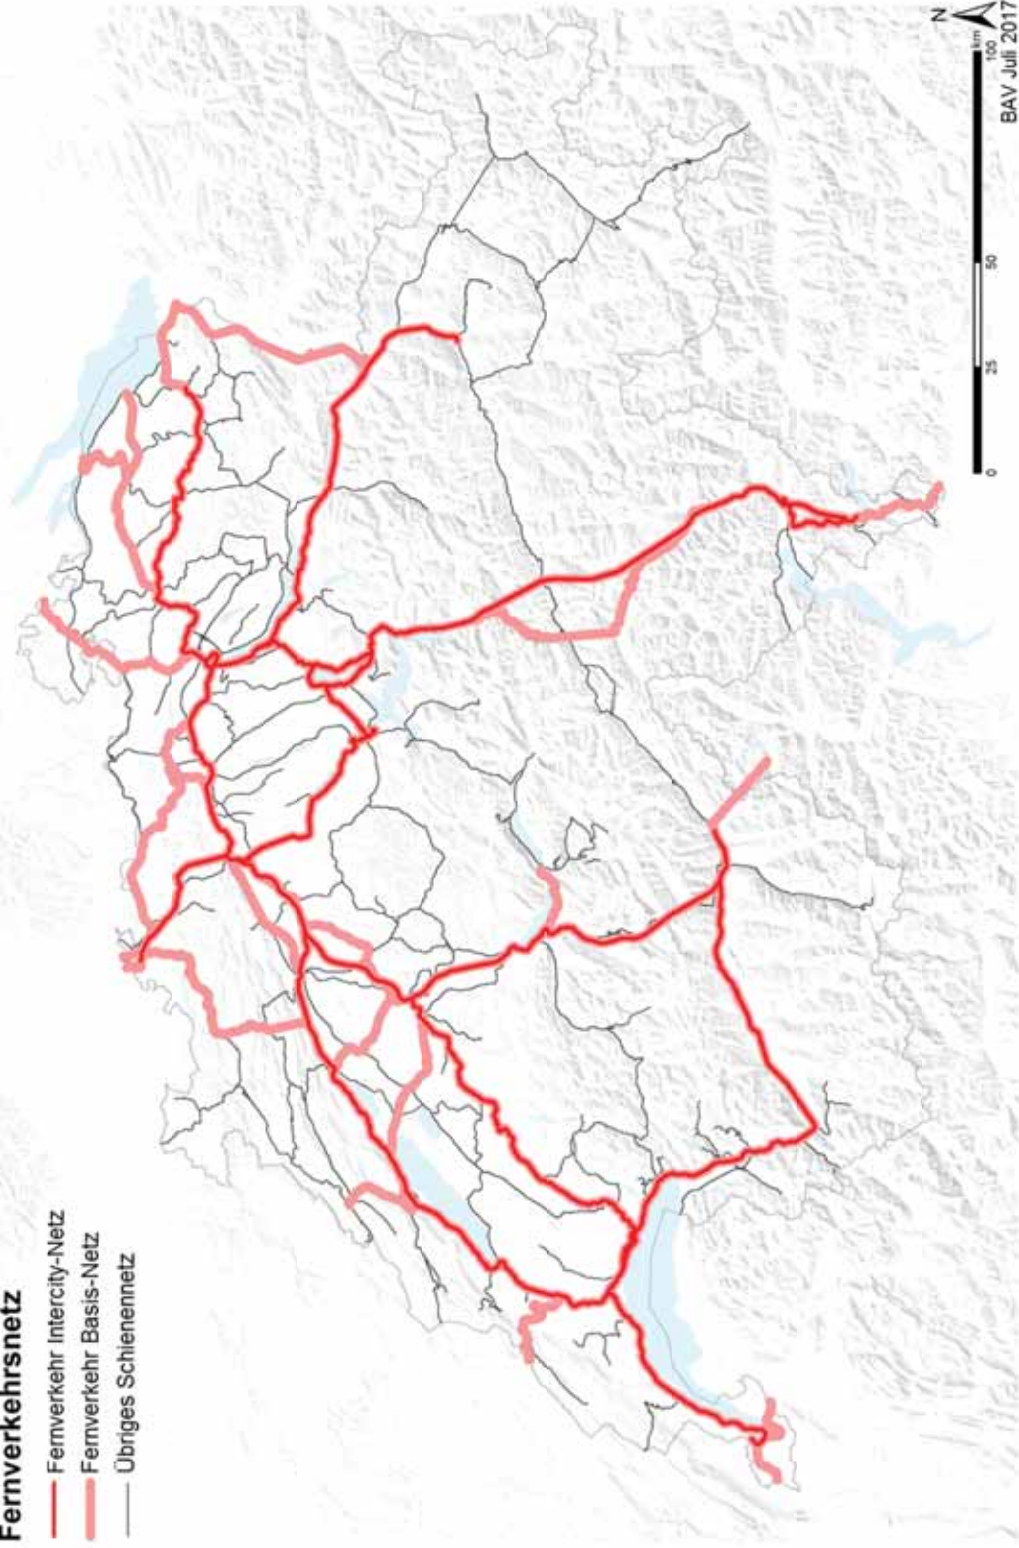 Fernverkehrsnetz
Fernverkehr Intercity-Netz
Fernverkehr Basis-Netz
Übriges Schienennetz
N
0 25 50 100
km
BAV Juli 2017